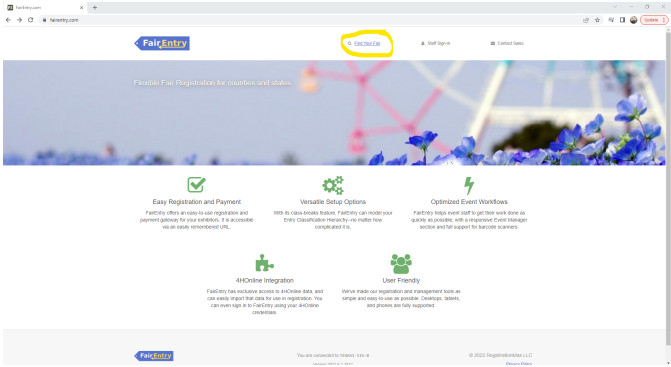 FairEntry.com
fairentry.com
Update
FairEntry
Find Your Fair
Staff Sign In
Contact Sales
Flexible Fair Registration for counties and states.
Easy Registration and Payment
FairEntry offers an easy-to-use registration and
payment gateway for your exhibitors. It is accessible
via an easily remembered URL.
Versatile Setup Options
With its class-breaks feature, FairEntry can model your
Entry Classification Hierarchy–no matter how
complicated it is.
Optimized Event Workflows
FairEntry helps event staff to get their work done as
quickly as possible, with a responsive Event Manager
section and full support for barcode scanners.
4HOnline Integration
FairEntry has exclusive access to 4HOnline data, and
can easily import that data for use in registration. You
can even sign in to FairEntry using your 4HOnline
credentials.
User Friendly
We've made our registration and management tools as
simple and easy-to-use as possible. Desktops, tablets,
and phones are fully supported.
FairEntry
You are connected to
© 2022 RegistrationMax LLC
Privacy Policy